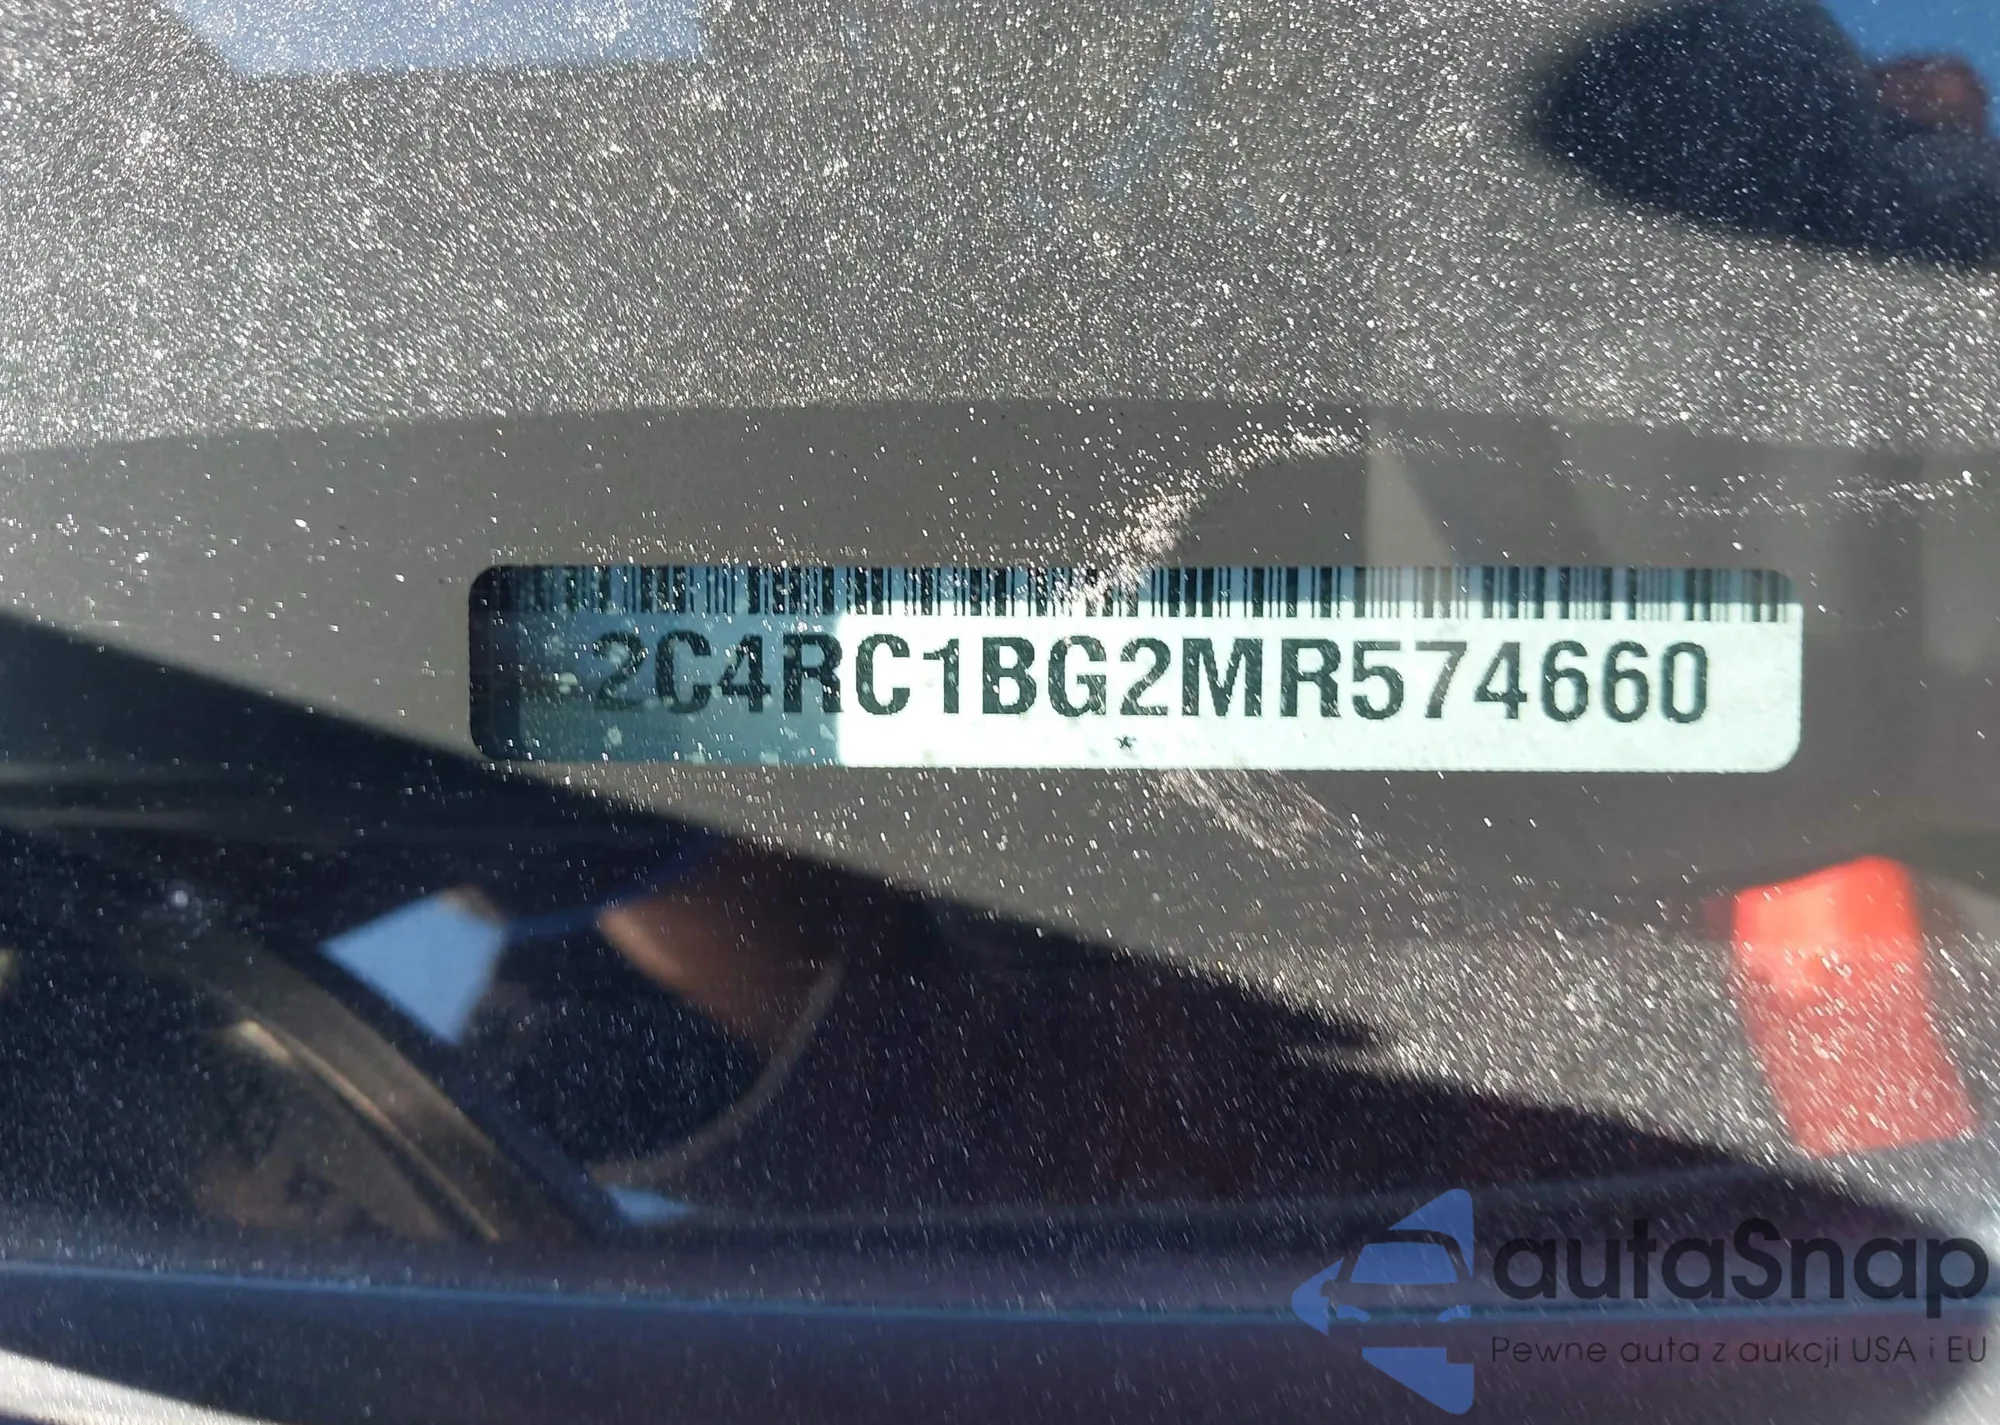 2C4RC1BG2MR574660
*
autaSnap
Pewne auta z aukcji USA i EU